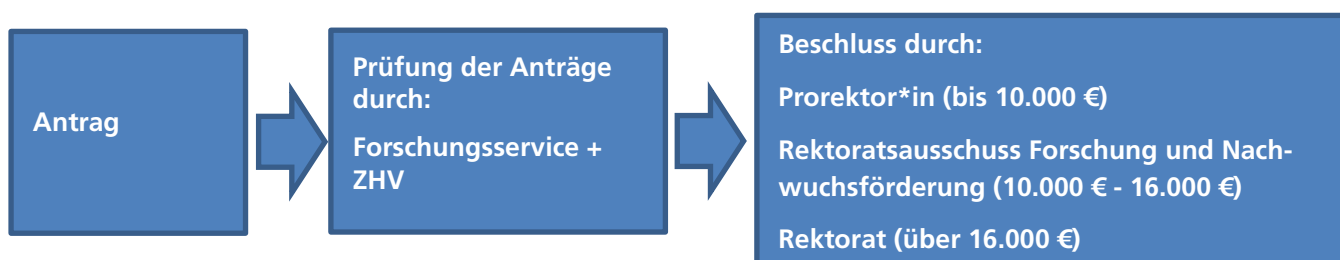 Antrag
Prüfung der Anträge
durch:
Forschungsservice +
ZHV
Beschluss durch:
Prorektor*in (bis 10.000 €)
Rektoratsausschuss Forschung und Nach-
wuchsförderung (10.000 € - 16.000 €)
Rektorat (über 16.000 €)